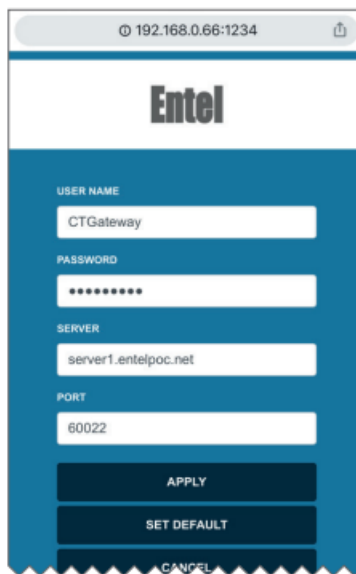 192.168.0.66:1234
Entel
USER NAME
CTGateway
PASSWORD
•••••••••
SERVER
server1.entelpoc.net
PORT
60022
APPLY
SET DEFAULT
CANCEL